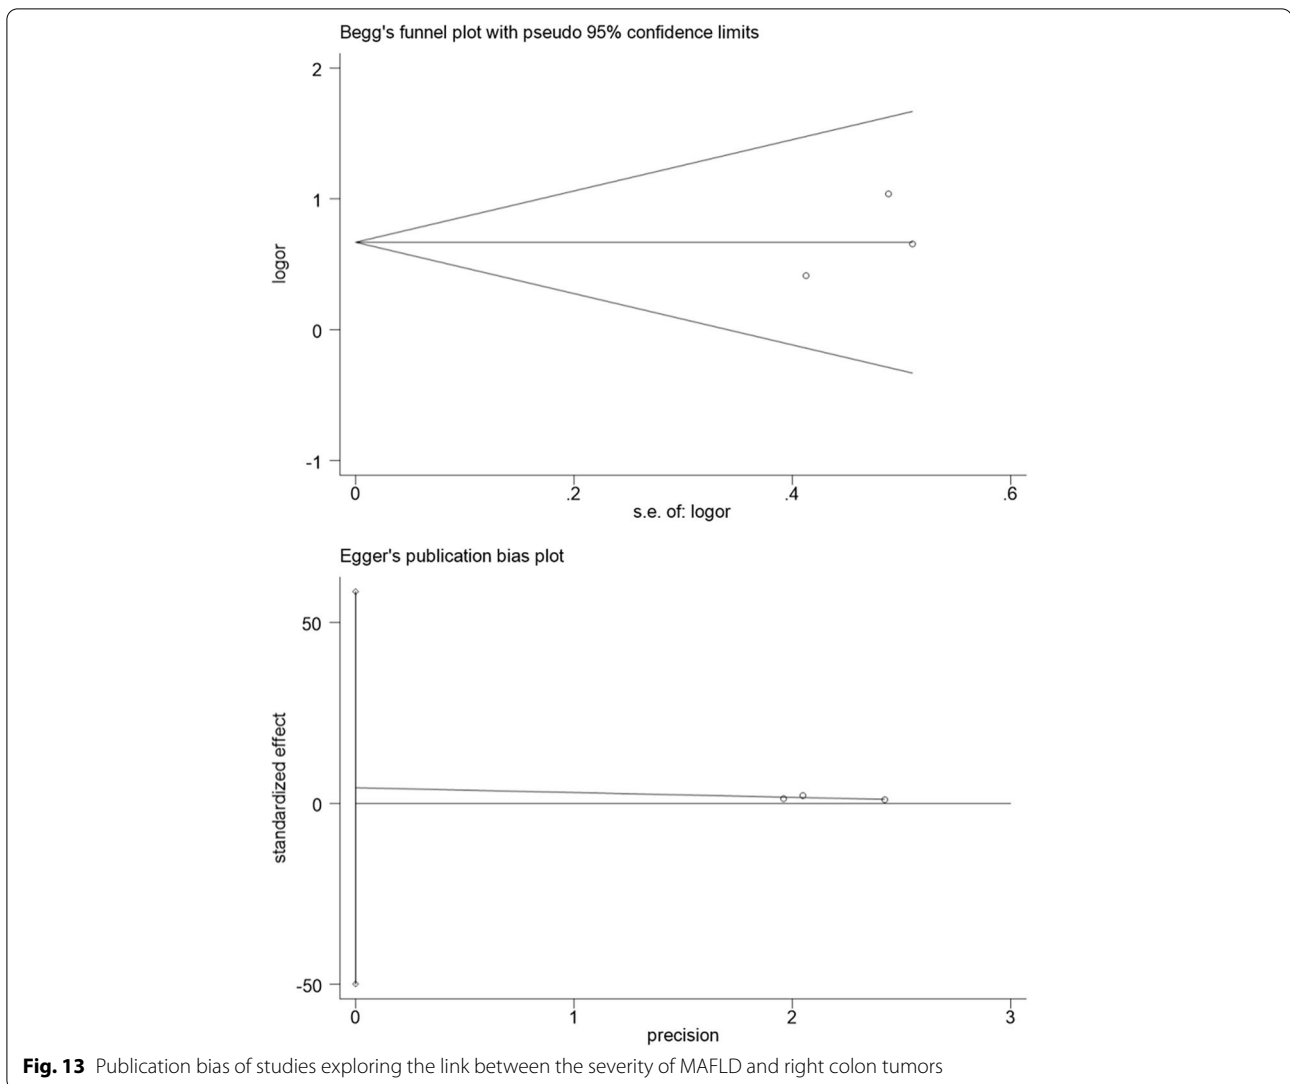 Begg's funnel plot with pseudo 95% confidence limits
2
1
0
-1
logor
0
.2
.4
.6
s.e. of: logor
Egger's publication bias plot
50
0
-50
standardized effect
0
1
2
3
precision
Fig. 13 Publication bias of studies exploring the link between the severity of MAFLD and right colon tumors